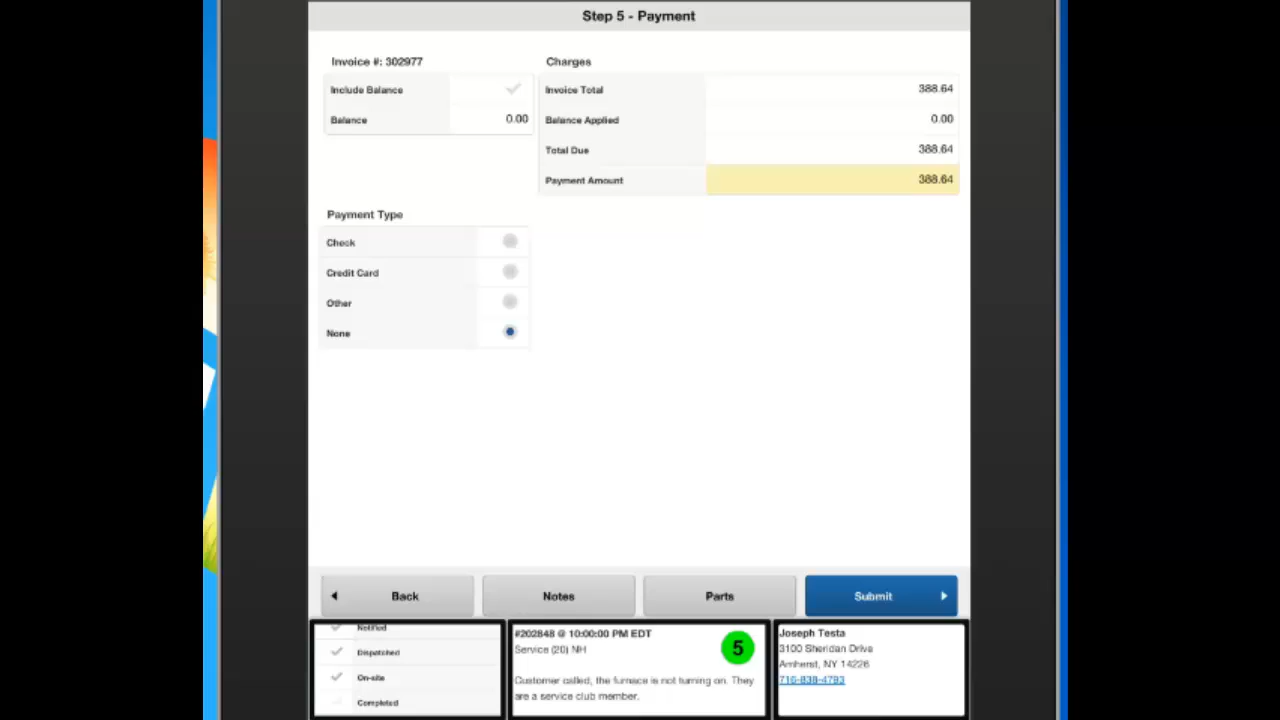 Step 5 - Payment
Invoice #: 302977
Include Balance
Balance 0.00
Charges
Invoice Total 388.64
Balance Applied 0.00
Total Due 388.64
Payment Amount 388.64
Payment Type
Check
Credit Card
Other
None
Back Notes Parts Submit
Notified
Dispatched
On-site
Completed
#202848 @ 10:00:00 PM EDT
Service (20) NH
5
Customer called, the furnace is not turning on. They
are a service club member.
Joseph Testa
3100 Sheridan Drive
Amherst, NY 14226
716-838-4793